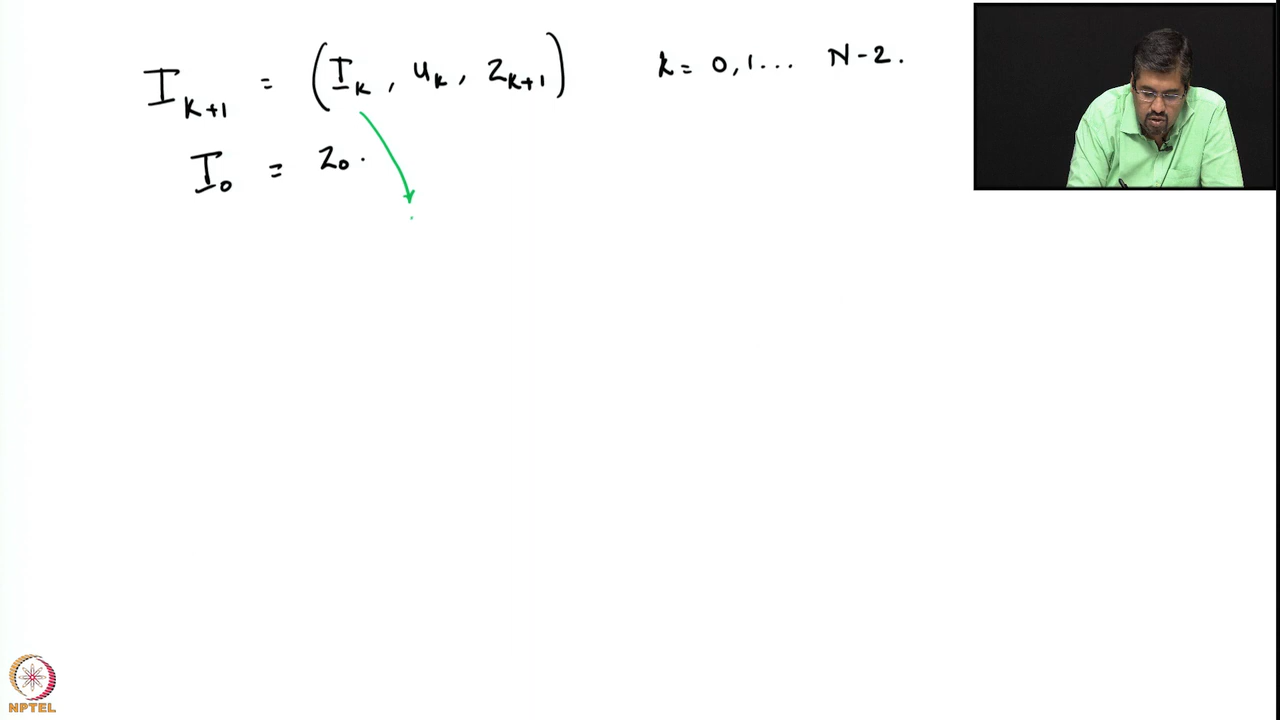 I_{k+1} = (I_k, u_k, z_{k+1}) k = 0, 1 ... N-2.
I_0 = z_0.
NPTEL